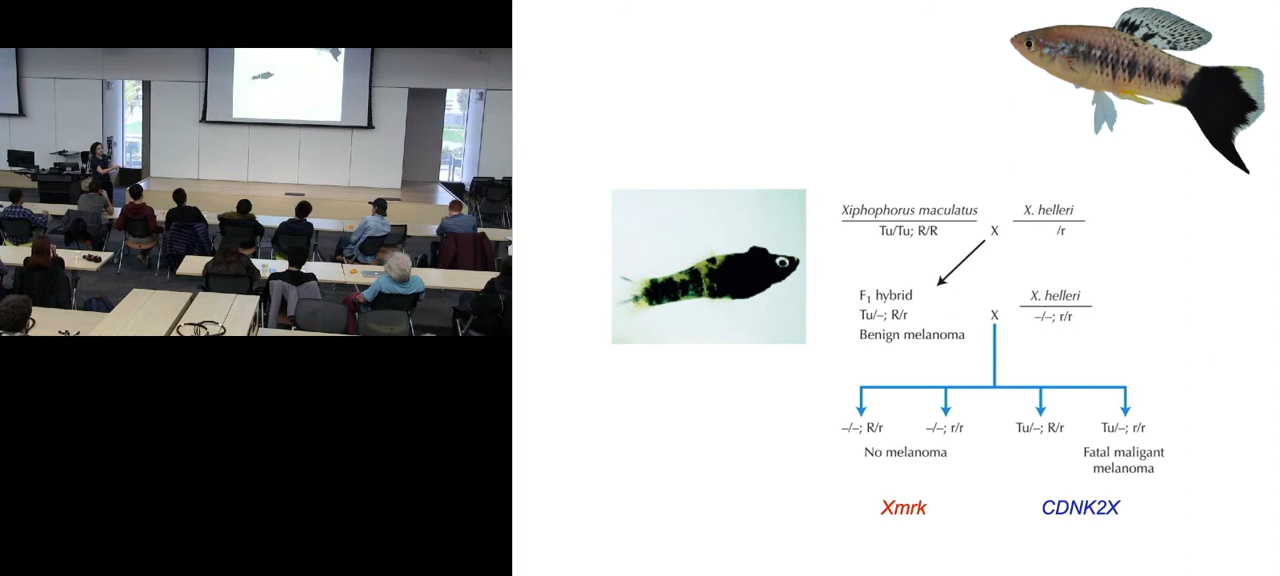 Xiphophorus maculatus
Tu/Tu; R/R
X
X. helleri
/r
F1 hybrid
Tu/–; R/r
Benign melanoma
X
X. helleri
–/–; r/r
–/–; R/r
–/–; r/r
Tu/–; R/r
Tu/–; r/r
No melanoma
Fatal maligant
melanoma
Xmrk
CDNK2X